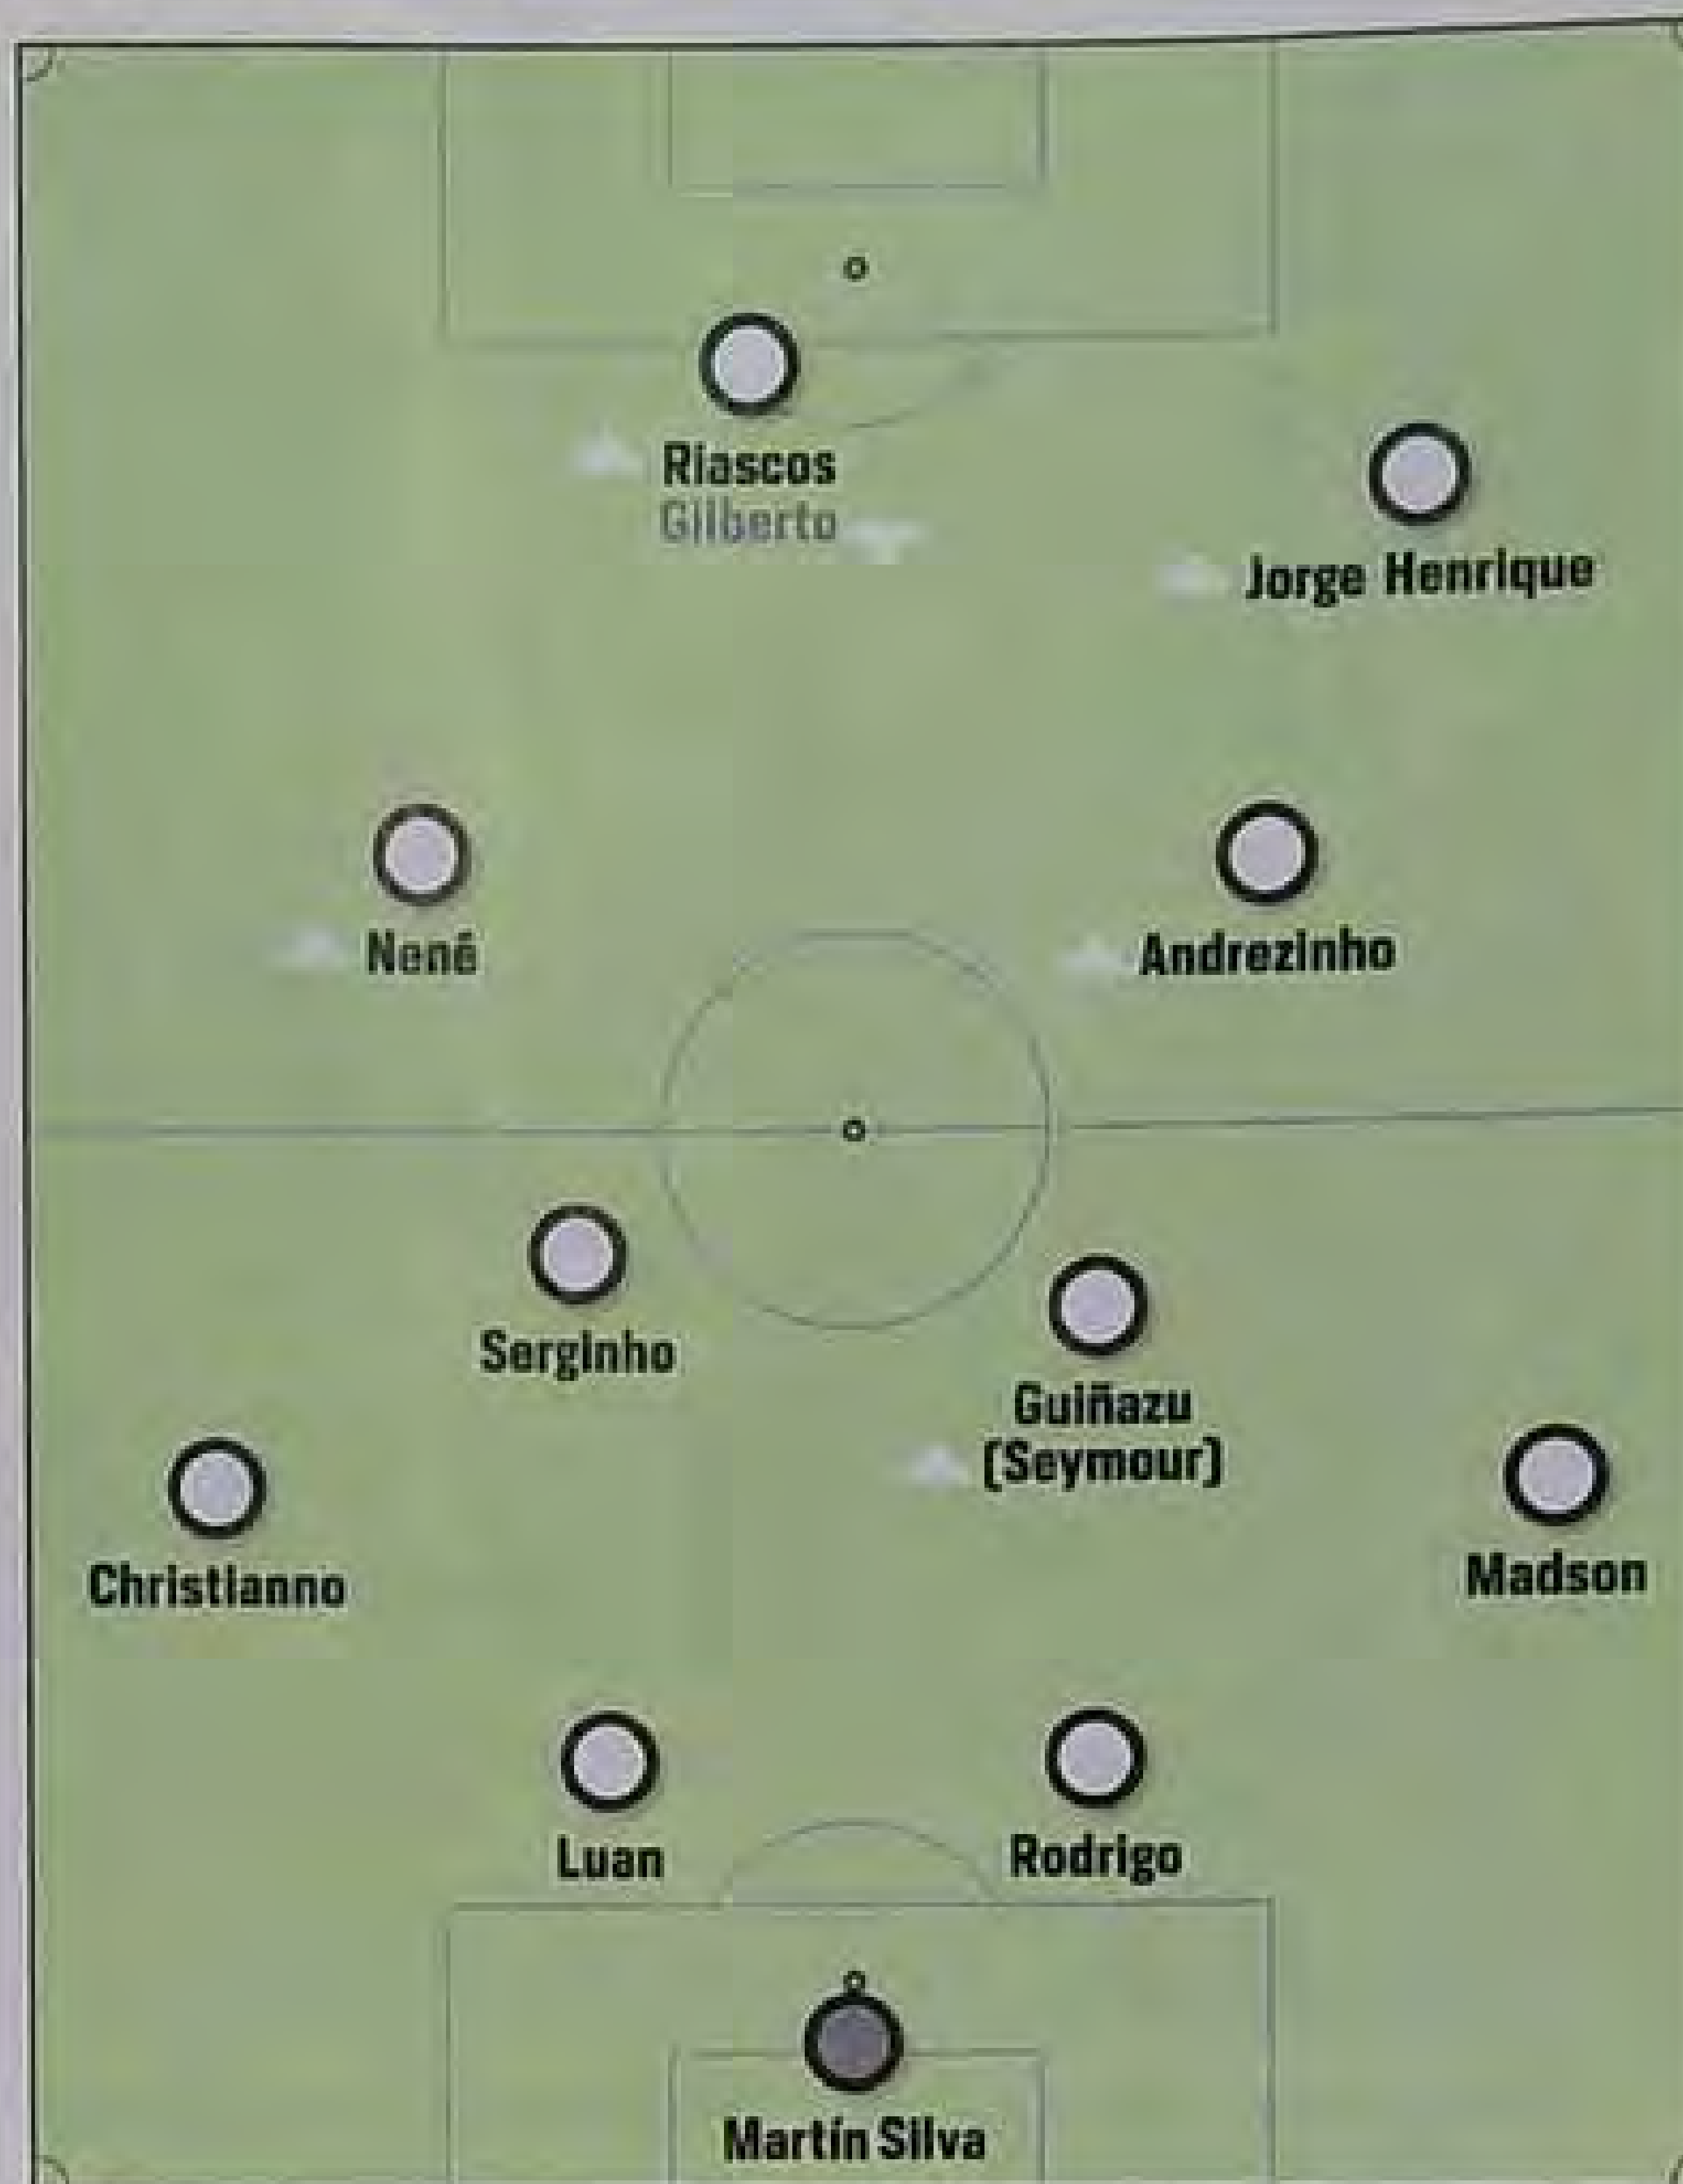 Riascos
Gilberto
Jorge Henrique
Nenê
Andrezinho
Serginho
Guiñazu
(Seymour)
Christianno
Madson
Luan
Rodrigo
Martín Silva